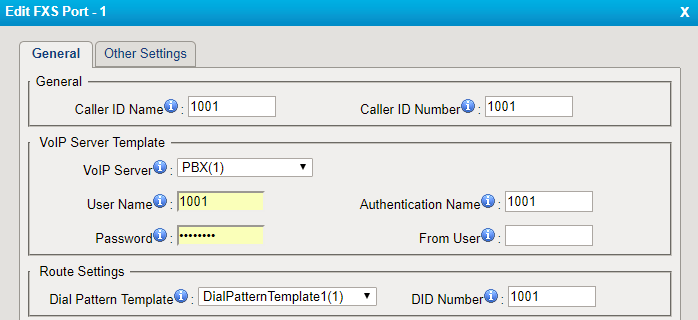 Edit FXS Port - 1 X
General Other Settings
General
Caller ID Name i : 1001 Caller ID Number i : 1001
VoIP Server Template
VoIP Server i : PBX(1)
User Name i : 1001 Authentication Name i : 1001
Password i : •••••••• From User i :
Route Settings
Dial Pattern Template i : DialPatternTemplate1(1) DID Number i : 1001